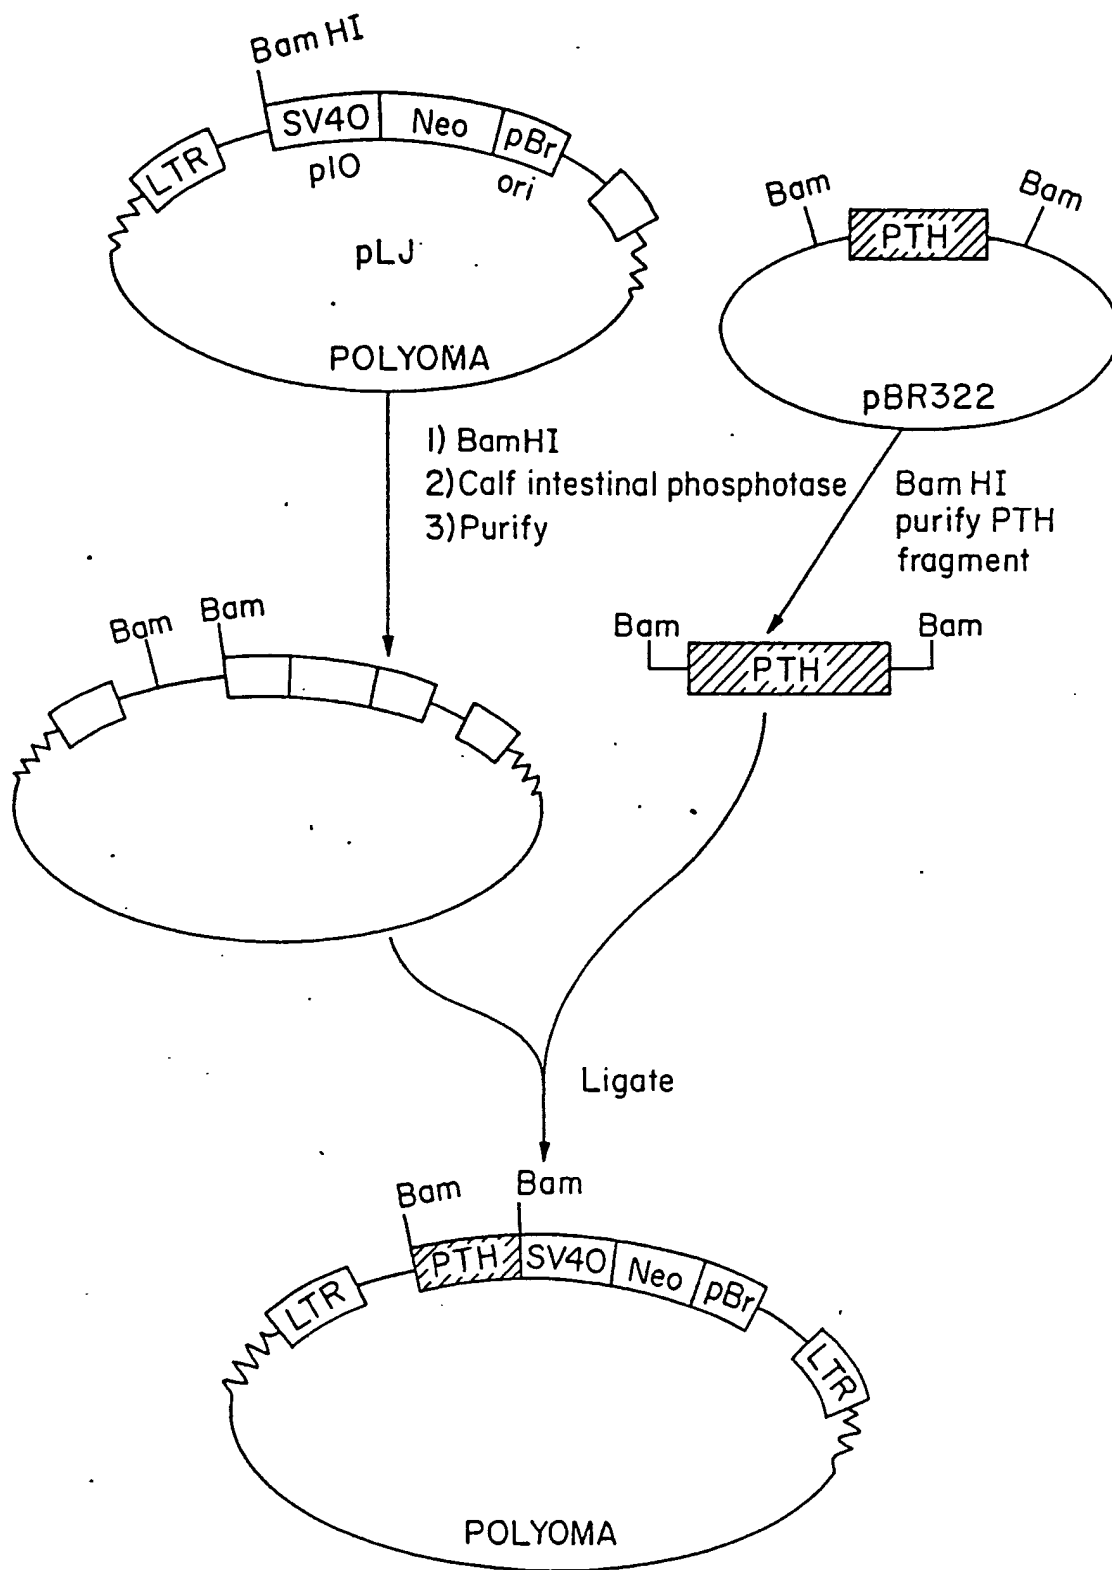 Bam HI
SV40
Neo
pBr
LTR
pIO
ori
pLJ
POLYOMA
Bam
Bam
PTH
pBR322
1) BamHI
2) Calf intestinal phosphotase
3) Purify
Bam HI
purify PTH
fragment
Bam
Bam
Bam
Bam
PTH
Ligate
Bam
Bam
PTH
SV40
Neo
pBr
LTR
LTR
POLYOMA